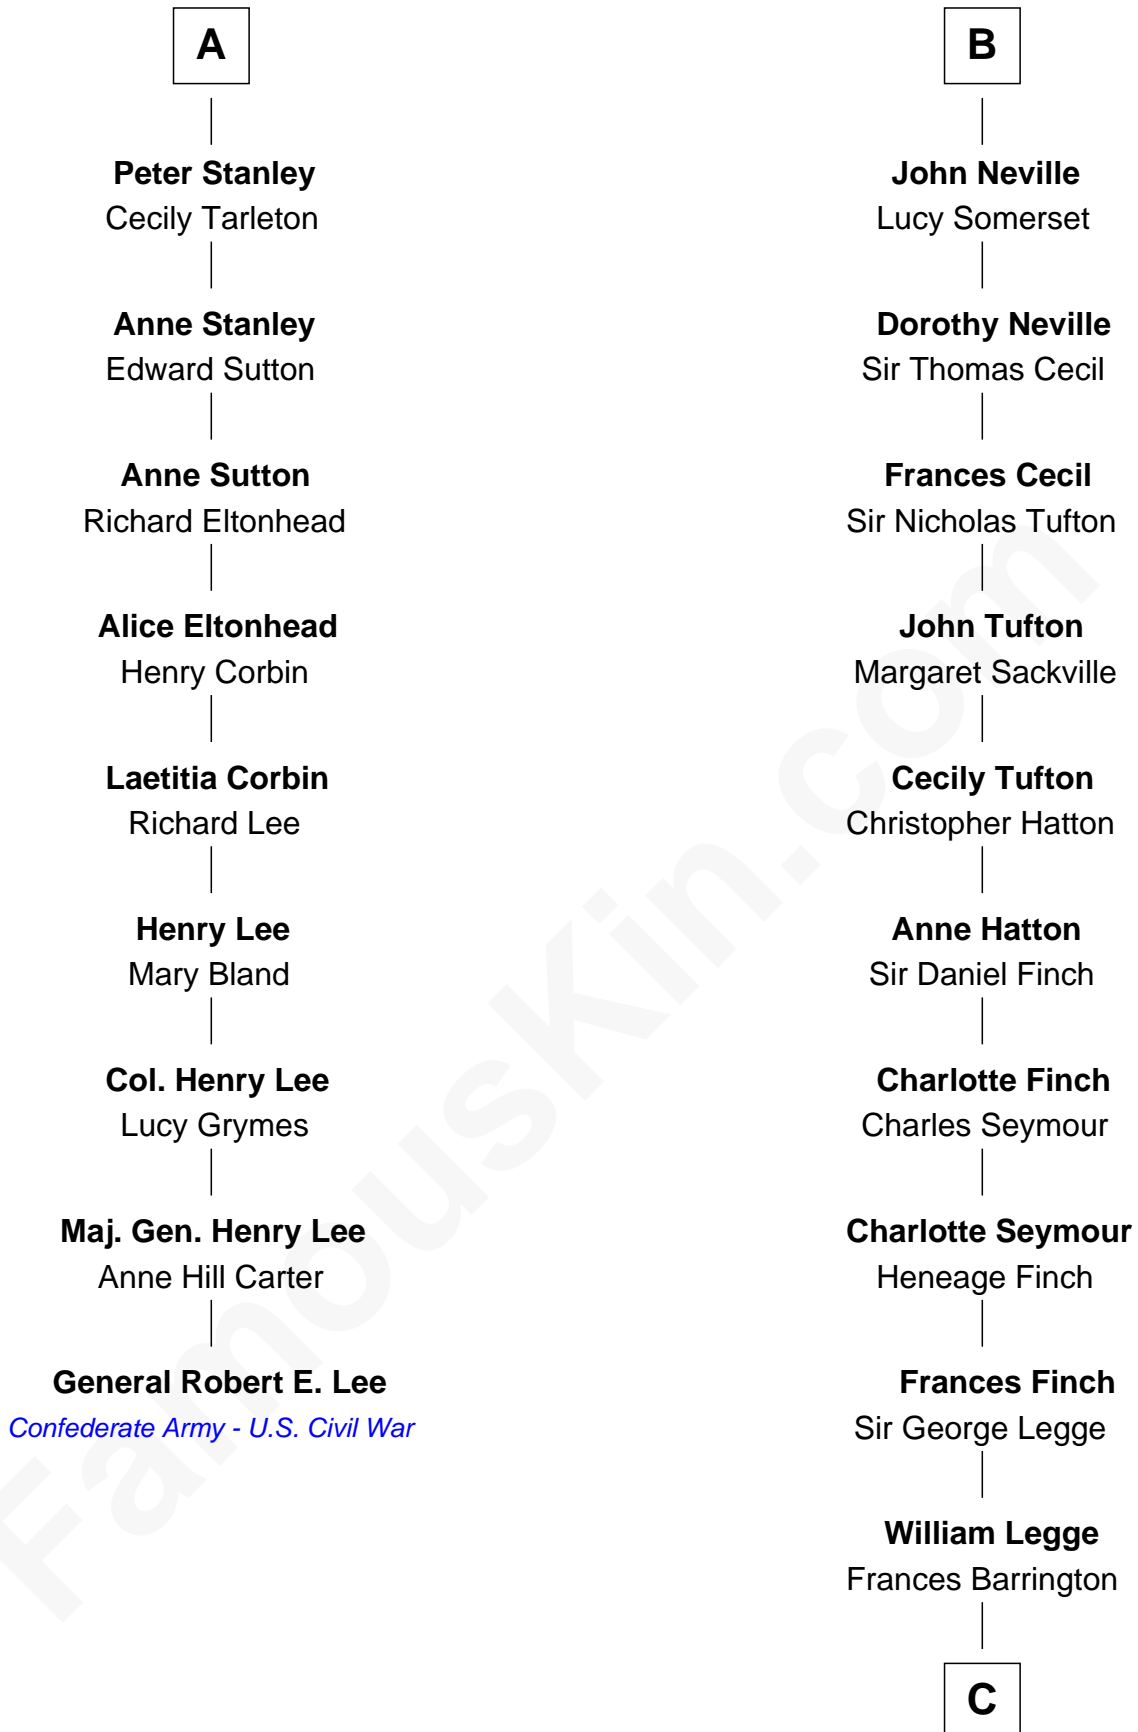 A
Peter Stanley
Cecily Tarleton
Anne Stanley
Edward Sutton
Anne Sutton
Richard Eltonhead
Alice Eltonhead
Henry Corbin
Laetitia Corbin
Richard Lee
Henry Lee
Mary Bland
Col. Henry Lee
Lucy Grymes
Maj. Gen. Henry Lee
Anne Hill Carter
General Robert E. Lee
Confederate Army - U.S. Civil War
B
John Neville
Lucy Somerset
Dorothy Neville
Sir Thomas Cecil
Frances Cecil
Sir Nicholas Tufton
John Tufton
Margaret Sackville
Cecily Tufton
Christopher Hatton
Anne Hatton
Sir Daniel Finch
Charlotte Finch
Charles Seymour
Charlotte Seymour
Heneage Finch
Frances Finch
Sir George Legge
William Legge
Frances Barrington
C
FamousKin.com